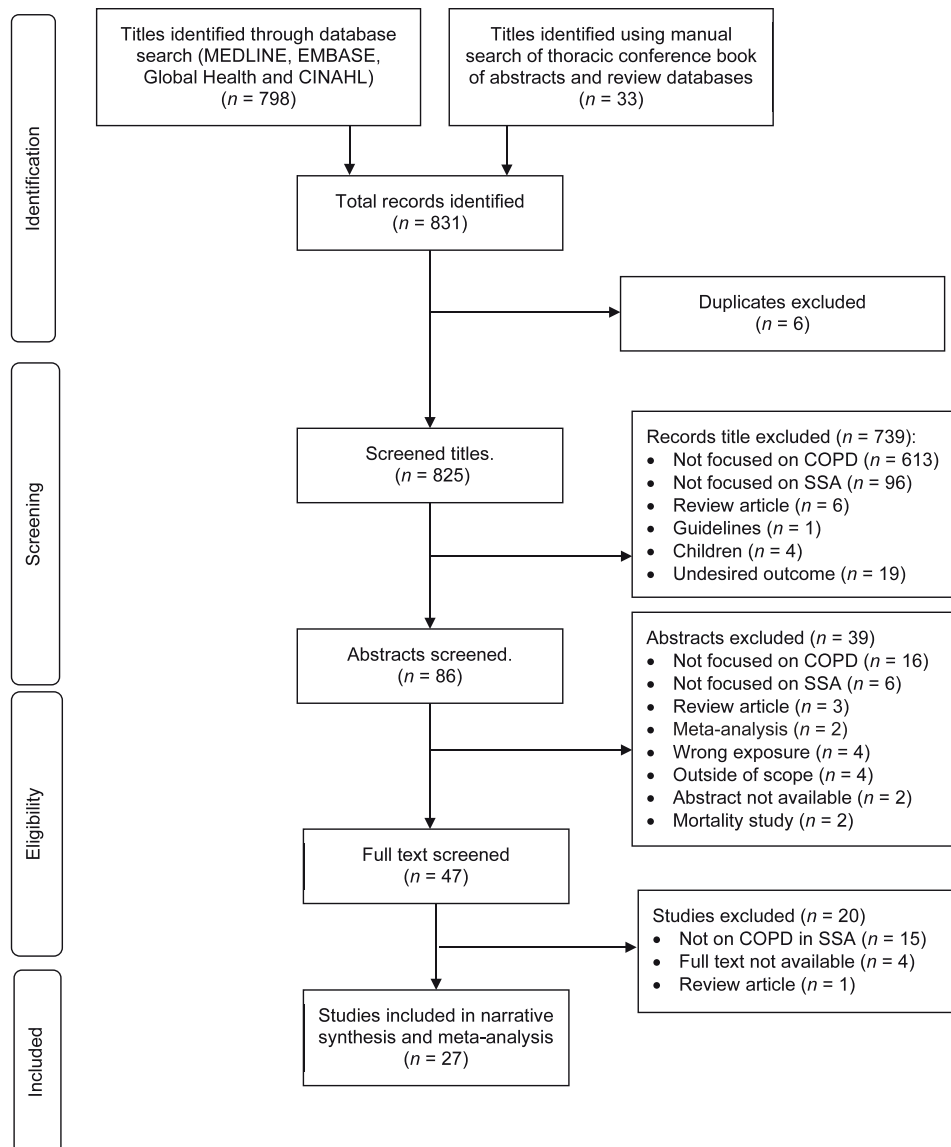 Identification
Titles identified through database
search (MEDLINE, EMBASE,
Global Health and CINAHL)
(n = 798)
Titles identified using manual
search of thoracic conference book
of abstracts and review databases
(n = 33)
Total records identified
(n = 831)
Duplicates excluded
(n = 6)
Screening
Screened titles.
(n = 825)
Records title excluded (n = 739):
• Not focused on COPD (n = 613)
• Not focused on SSA (n = 96)
• Review article (n = 6)
• Guidelines (n = 1)
• Children (n = 4)
• Undesired outcome (n = 19)
Abstracts screened.
(n = 86)
Abstracts excluded (n = 39)
• Not focused on COPD (n = 16)
• Not focused on SSA (n = 6)
• Review article (n = 3)
• Meta-analysis (n = 2)
• Wrong exposure (n = 4)
• Outside of scope (n = 4)
• Abstract not available (n = 2)
• Mortality study (n = 2)
Eligibility
Full text screened
(n = 47)
Studies excluded (n = 20)
• Not on COPD in SSA (n = 15)
• Full text not available (n = 4)
• Review article (n = 1)
Included
Studies included in narrative
synthesis and meta-analysis
(n = 27)